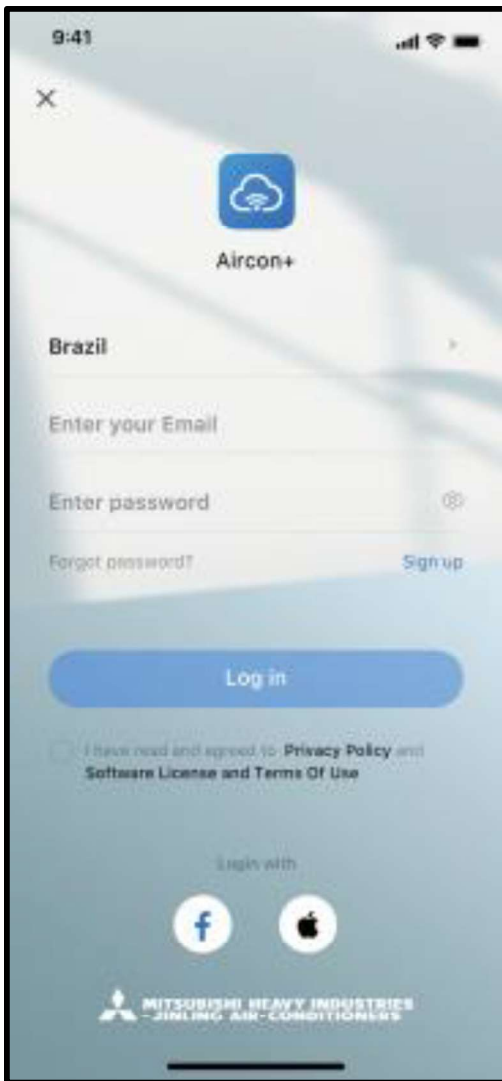 9:41
Aircon+
Brazil
Enter your Email
Enter password
Forgot password?
Sign up
Log in
I have read and agreed to Privacy Policy and
Software License and Terms Of Use
Login with
MITSUBISHI HEAVY INDUSTRIES
-JINLING AIR-CONDITIONERS